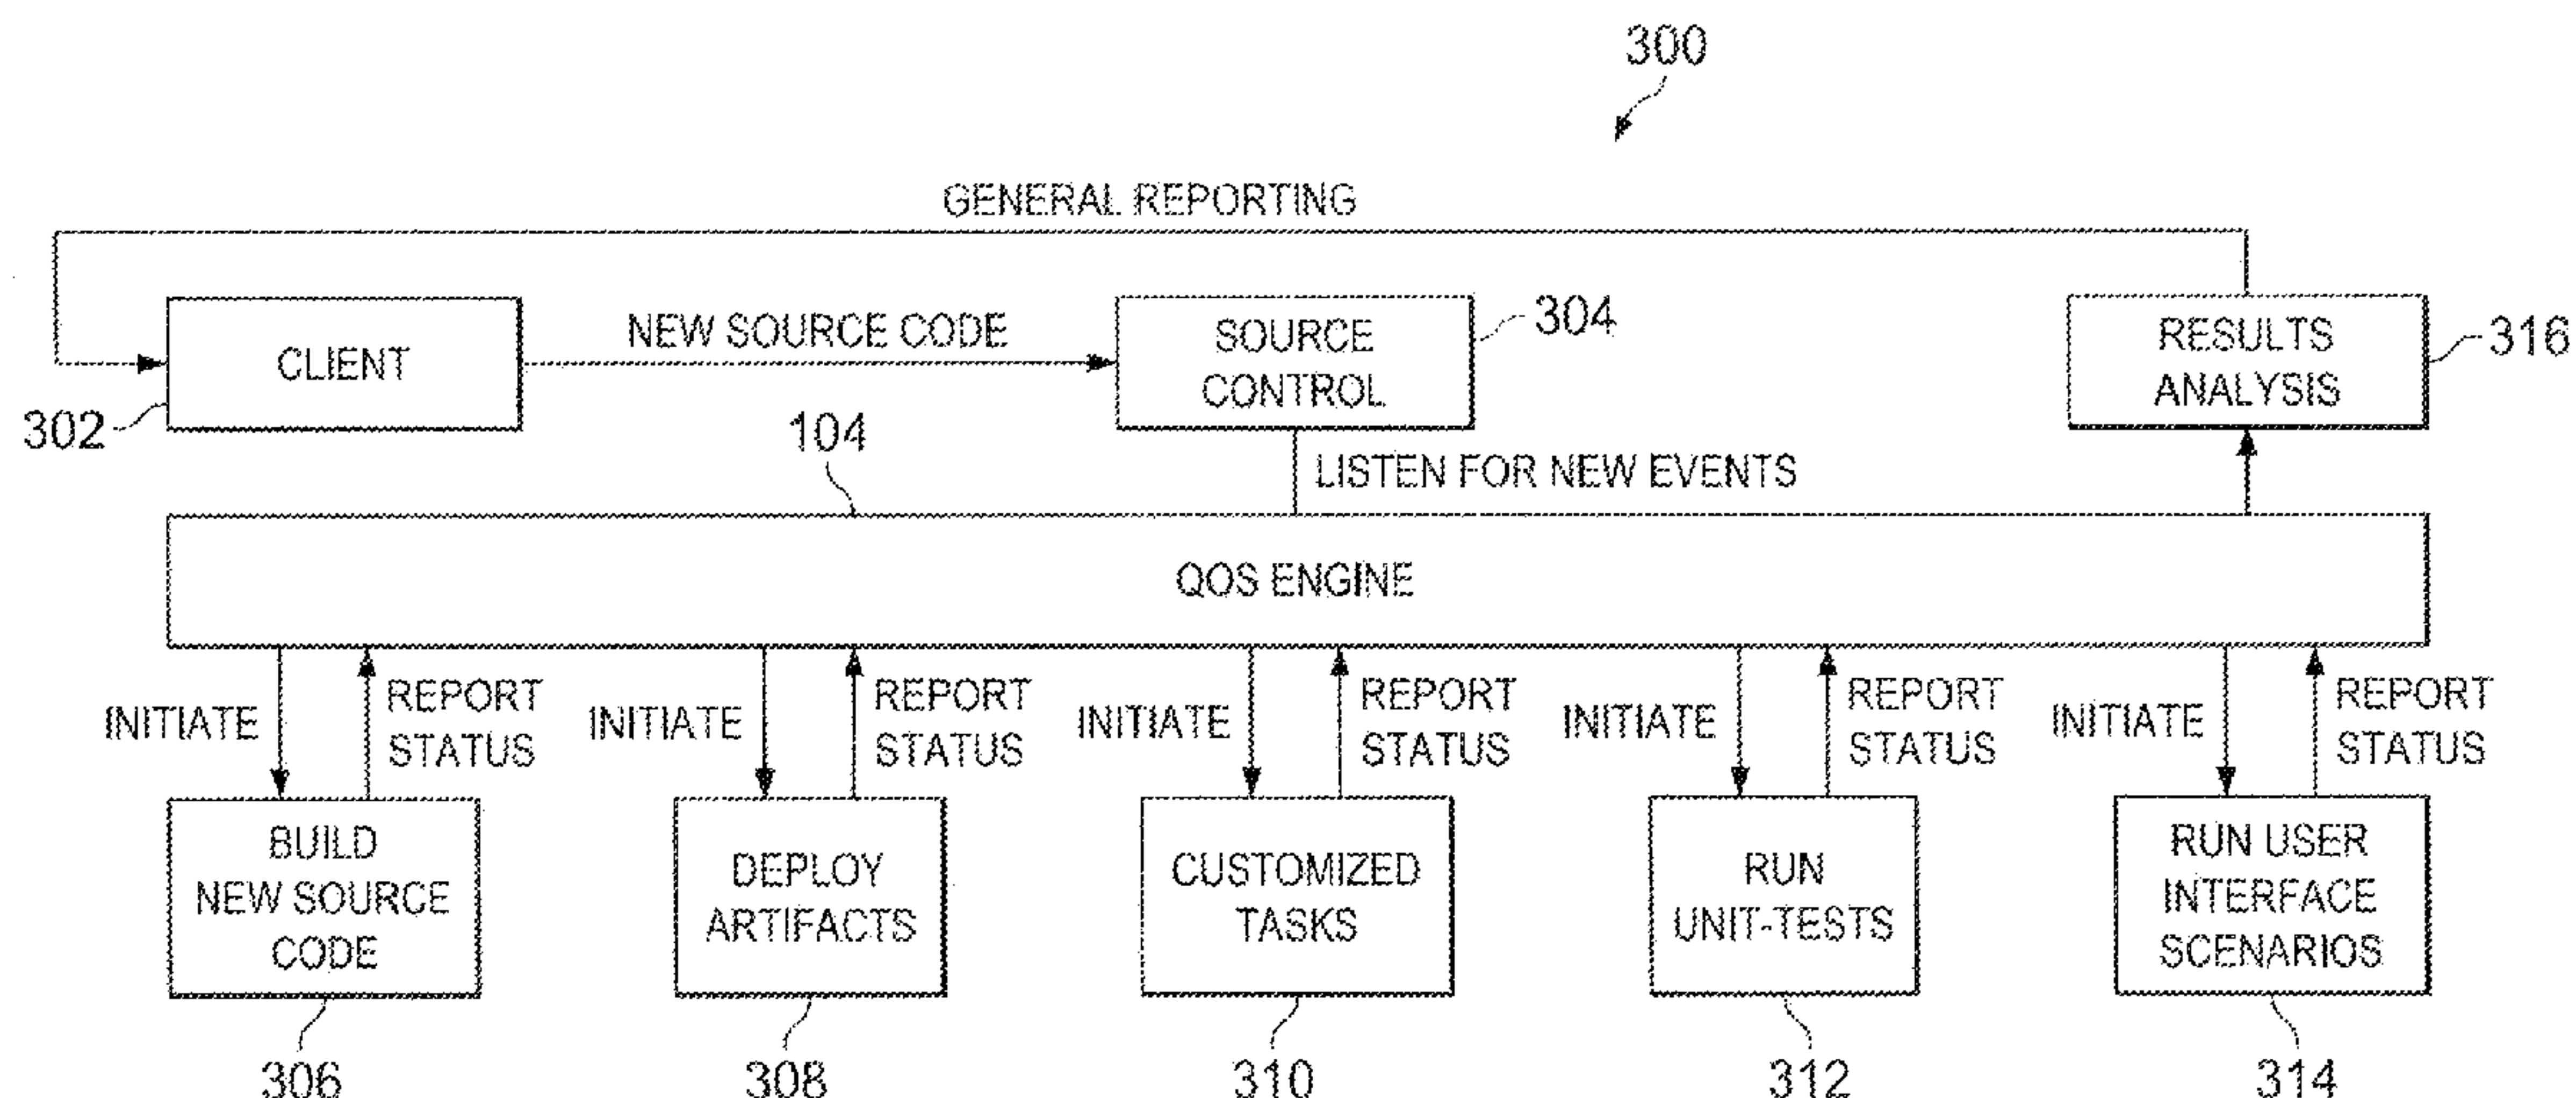 300
GENERAL REPORTING
CLIENT
302
NEW SOURCE CODE
SOURCE
CONTROL
304
RESULTS
ANALYSIS
316
104
LISTEN FOR NEW EVENTS
QOS ENGINE
INITIATE
REPORT
STATUS
INITIATE
REPORT
STATUS
INITIATE
REPORT
STATUS
INITIATE
REPORT
STATUS
INITIATE
REPORT
STATUS
BUILD
NEW SOURCE
CODE
DEPLOY
ARTIFACTS
CUSTOMIZED
TASKS
RUN
UNIT-TESTS
RUN USER
INTERFACE
SCENARIOS
306
308
310
312
314